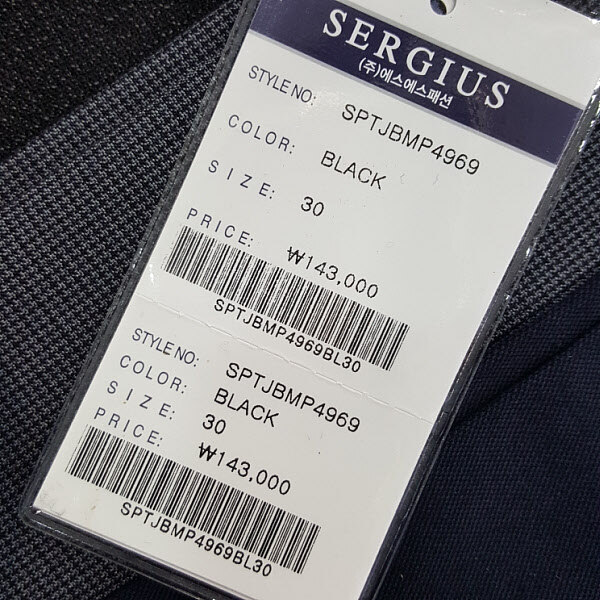 SERGIUS
(주)에스에스패션
STYLE NO: SPTJBMP4969
COLOR: BLACK
SIZE: 30
PRICE: ₩143,000
SPTJBMP4969BL30
STYLE NO: SPTJBMP4969
COLOR: BLACK
SIZE: 30
PRICE: ₩143,000
SPTJBMP4969BL30